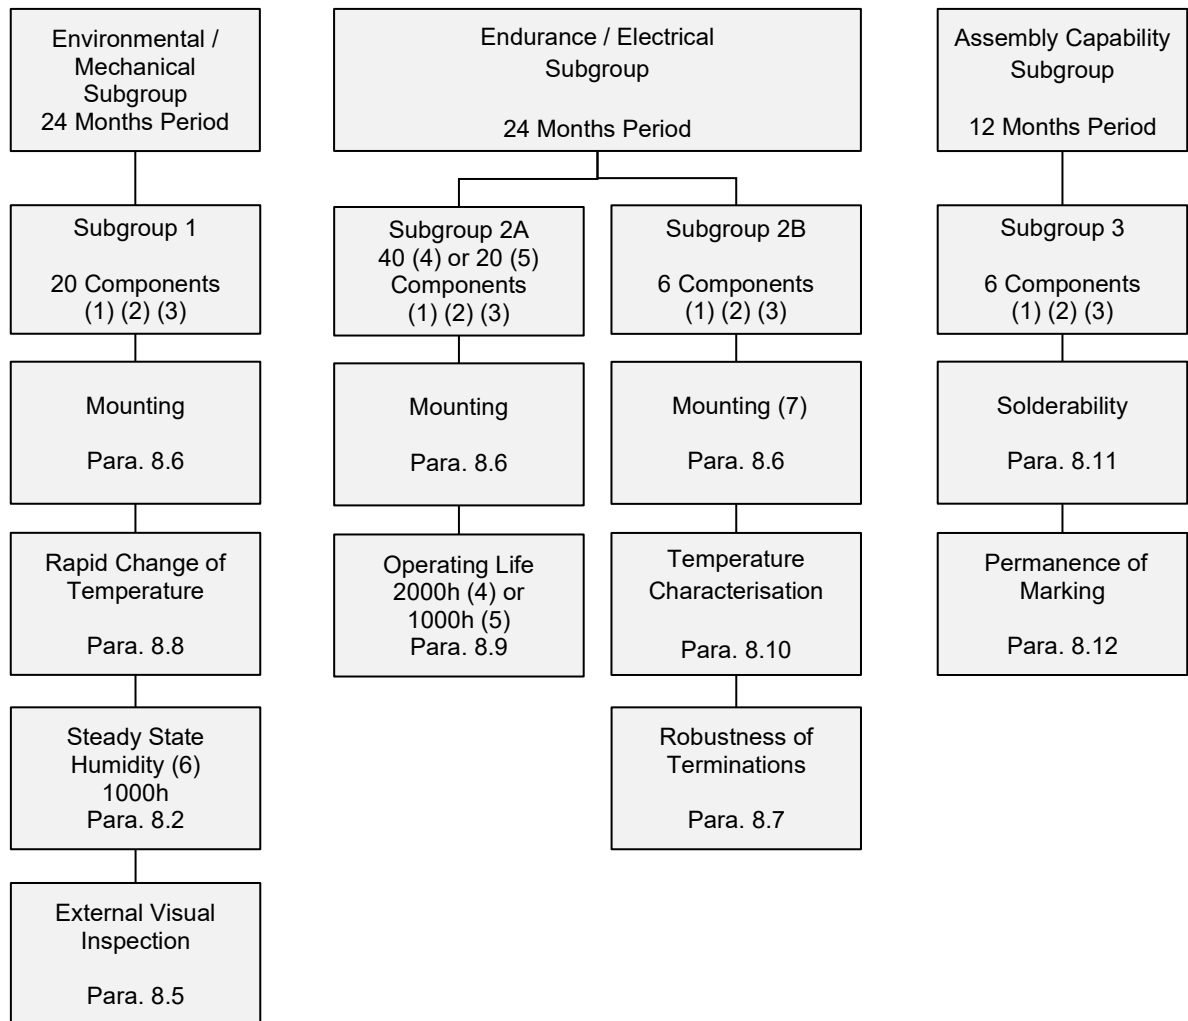 Environmental /
Mechanical
Subgroup
24 Months Period
Endurance / Electrical
Subgroup
24 Months Period
Assembly Capability
Subgroup
12 Months Period
Subgroup 1
20 Components
(1) (2) (3)
Subgroup 2A
40 (4) or 20 (5)
Components
(1) (2) (3)
Subgroup 2B
6 Components
(1) (2) (3)
Subgroup 3
6 Components
(1) (2) (3)
Mounting
Para. 8.6
Mounting
Para. 8.6
Mounting (7)
Para. 8.6
Solderability
Para. 8.11
Rapid Change of
Temperature
Para. 8.8
Operating Life
2000h (4) or
1000h (5)
Para. 8.9
Temperature
Characterisation
Para. 8.10
Permanence of
Marking
Para. 8.12
Steady State
Humidity (6)
1000h
Para. 8.2
Robustness of
Terminations
Para. 8.7
External Visual
Inspection
Para. 8.5